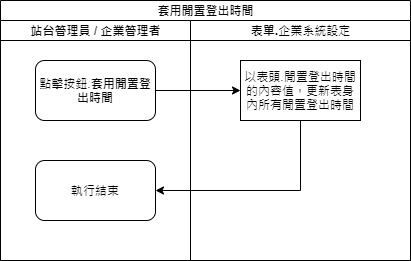 套用閒置登出時間
站台管理員 / 企業管理者
表單.企業系統設定
點擊按鈕.套用閒置登
出時間
以表頭.閒置登出時間
的內容值，更新表身
內所有閒置登出時間
執行結束